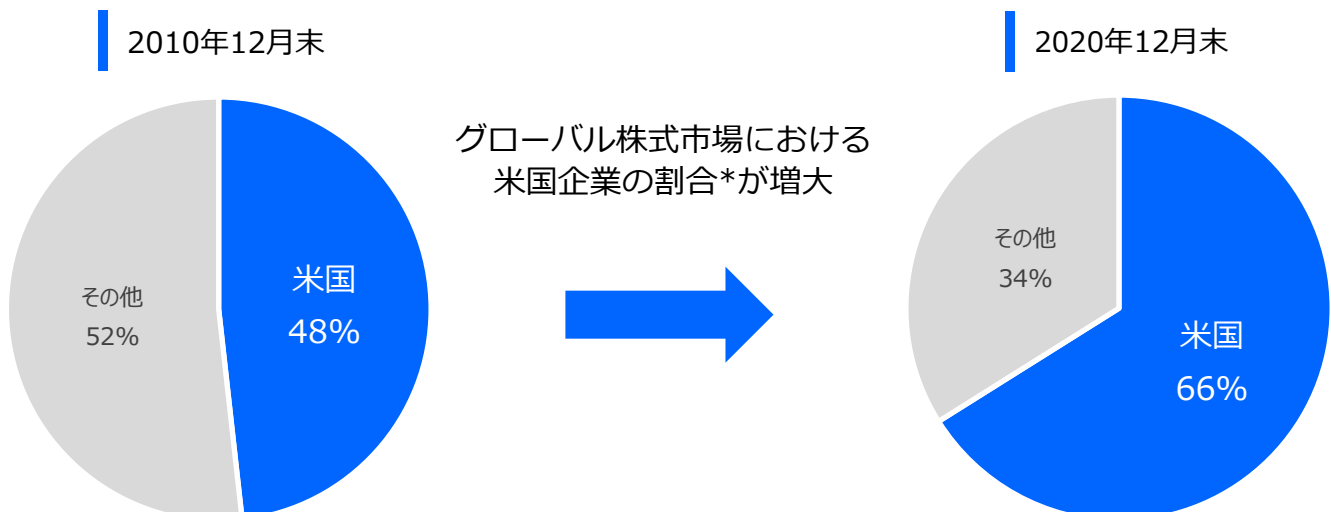 2010年12月末
その他
52%
米国
48%
グローバル株式市場における
米国企業の割合*が増大
2020年12月末
その他
34%
米国
66%